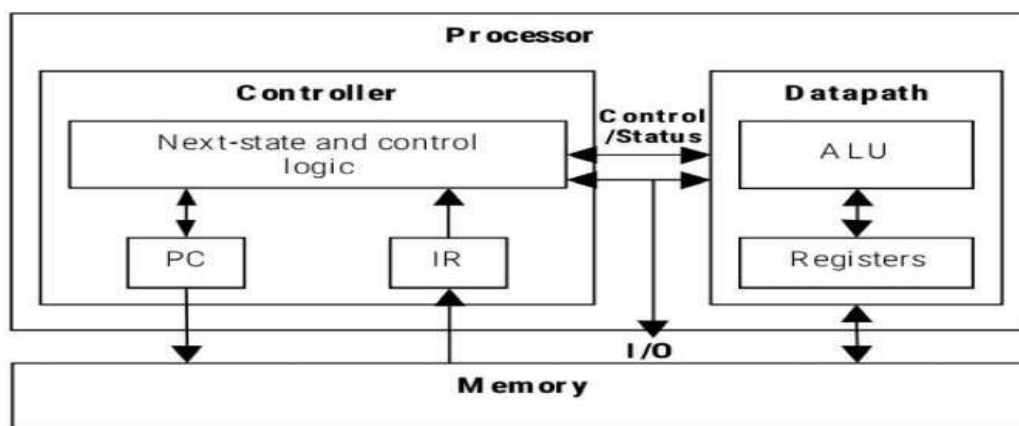 Processor
Controller
Next-state and control
logic
PC
IR
Control
/Status
Datapath
ALU
Registers
I/O
Memory